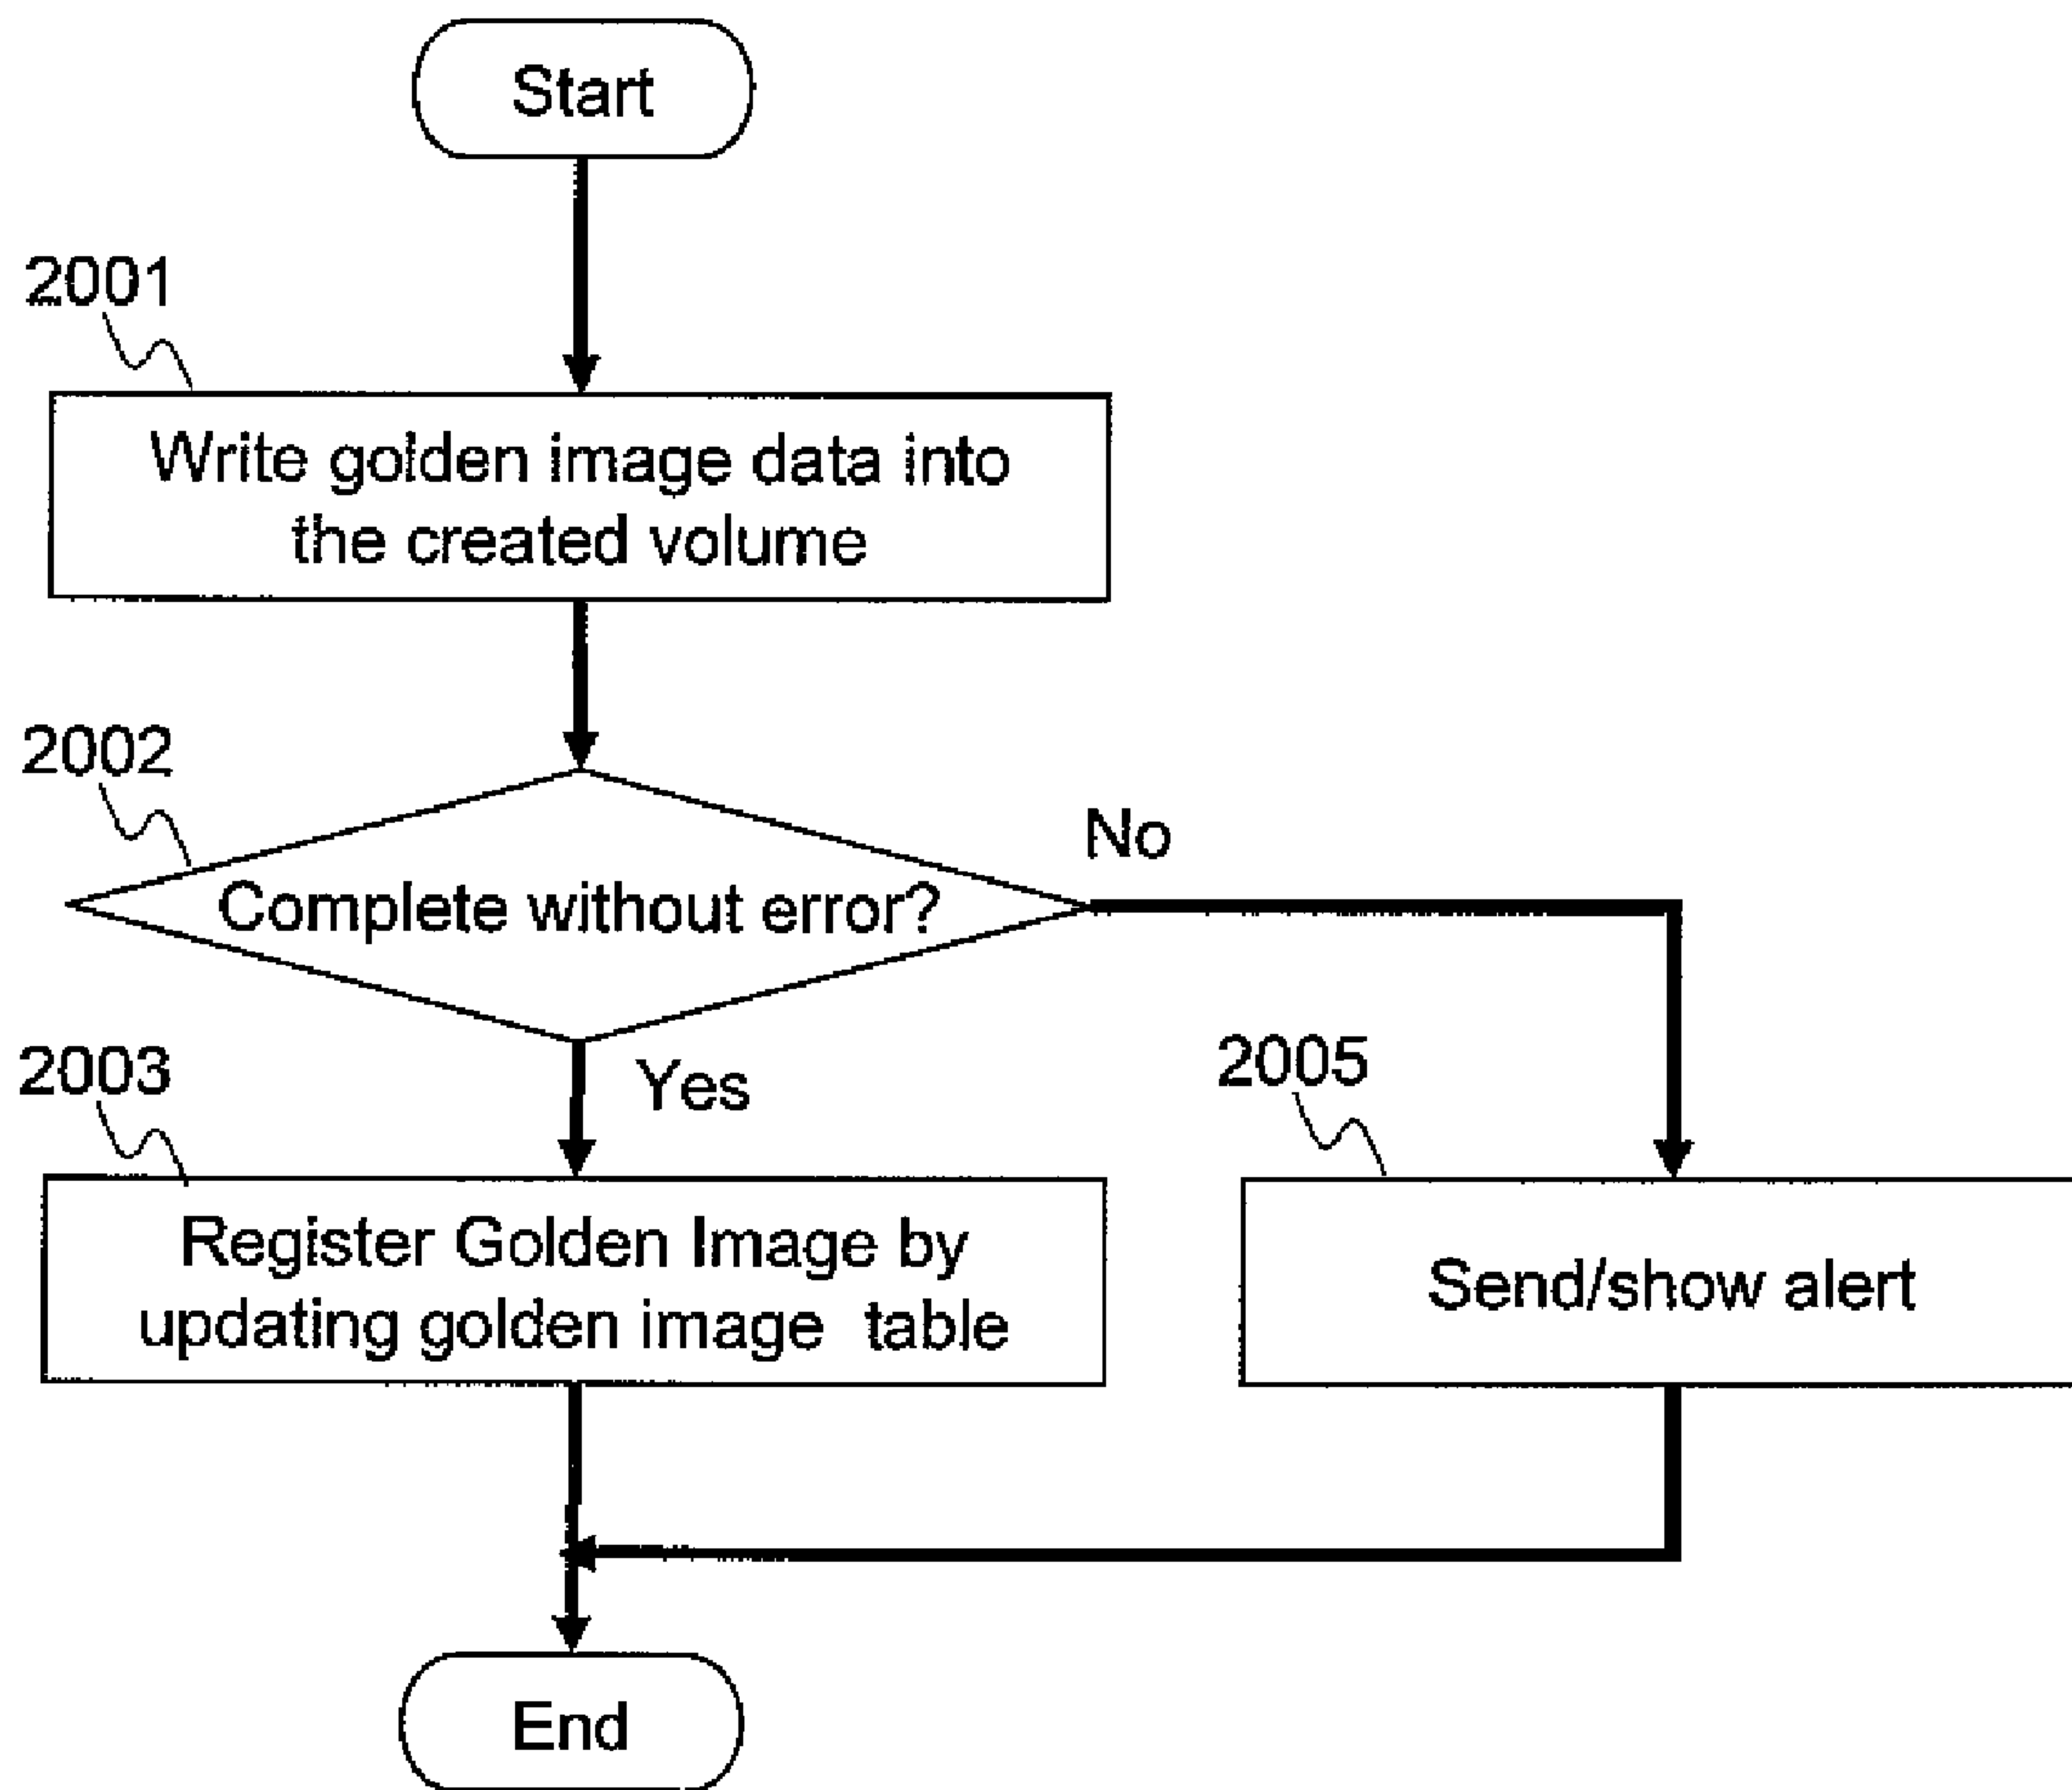 Start
2001
Write golden image data into
the created volume
2002
No
Complete without error?
2003
Yes
2005
Register Golden Image by
updating golden image table
Send/show alert
End